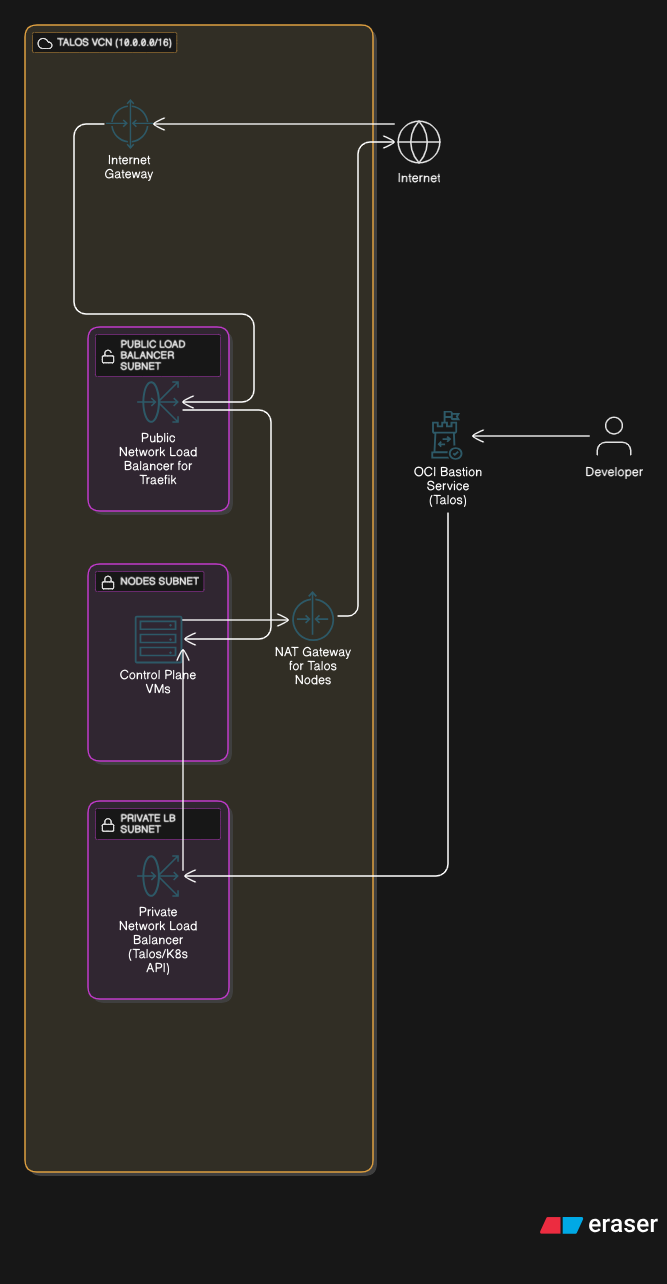 TALOS VCN (10.0.0.0/16)
Internet
Gateway
Internet
PUBLIC LOAD
BALANCER
SUBNET
Public
Network Load
Balancer for
Traefik
OCI Bastion
Service
(Talos)
Developer
NODES SUBNET
Control Plane
VMs
NAT Gateway
for Talos
Nodes
PRIVATE LB
SUBNET
Private
Network Load
Balancer
(Talos/K8s
API)
eraser